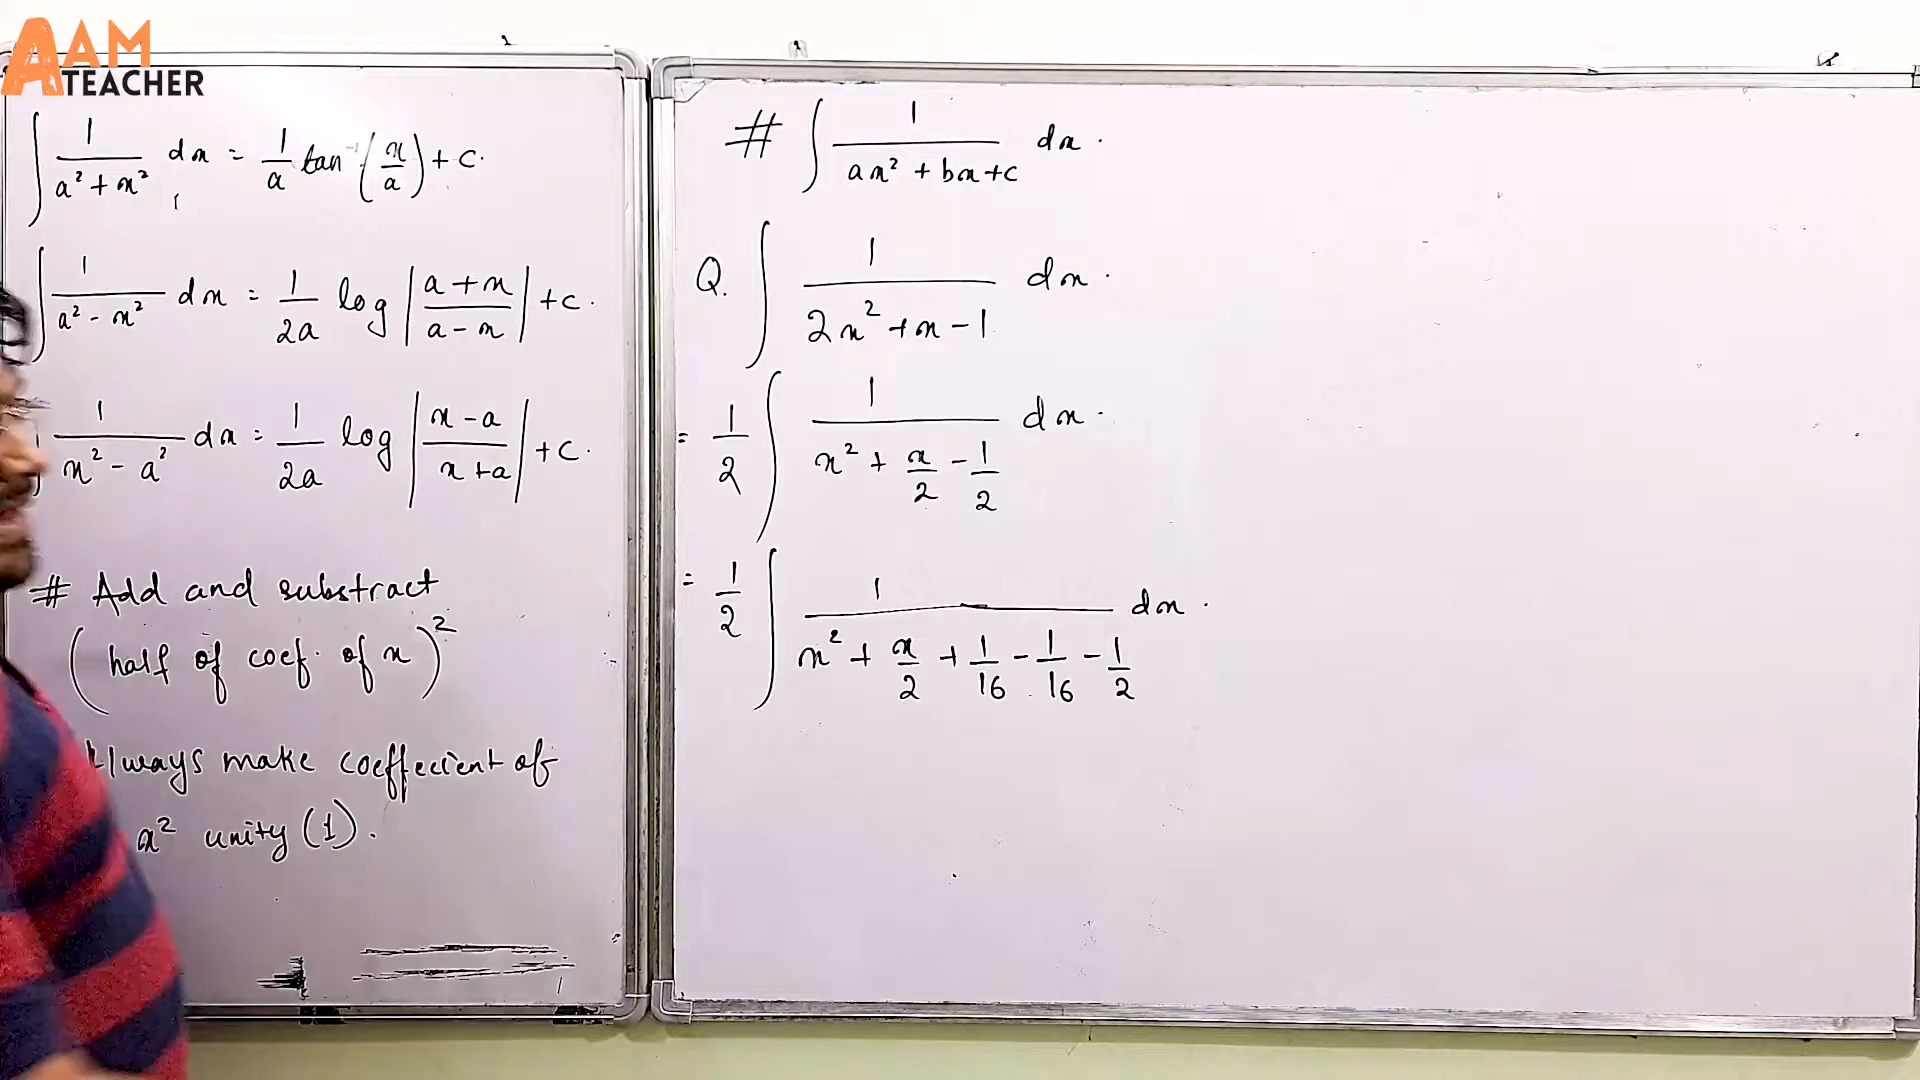 AAM
TEACHER
∫ 1/(a² + x²) dx = 1/a tan⁻¹(x/a) + c.
∫ 1/(a² - x²) dx = 1/2a log |(a + x)/(a - x)| + c.
∫ 1/(x² - a²) dx = 1/2a log |(x - a)/(x + a)| + c.
# Add and substract
(half of coef. of x)²
Always make coeffecient of
x² unity (1).
# ∫ 1/(ax² + bx + c) dx.
Q. ∫ 1/(2x² + x - 1) dx.
= 1/2 ∫ 1/(x² + x/2 - 1/2) dx.
= 1/2 ∫ 1/(x² + x/2 + 1/16 - 1/16 - 1/2) dx.